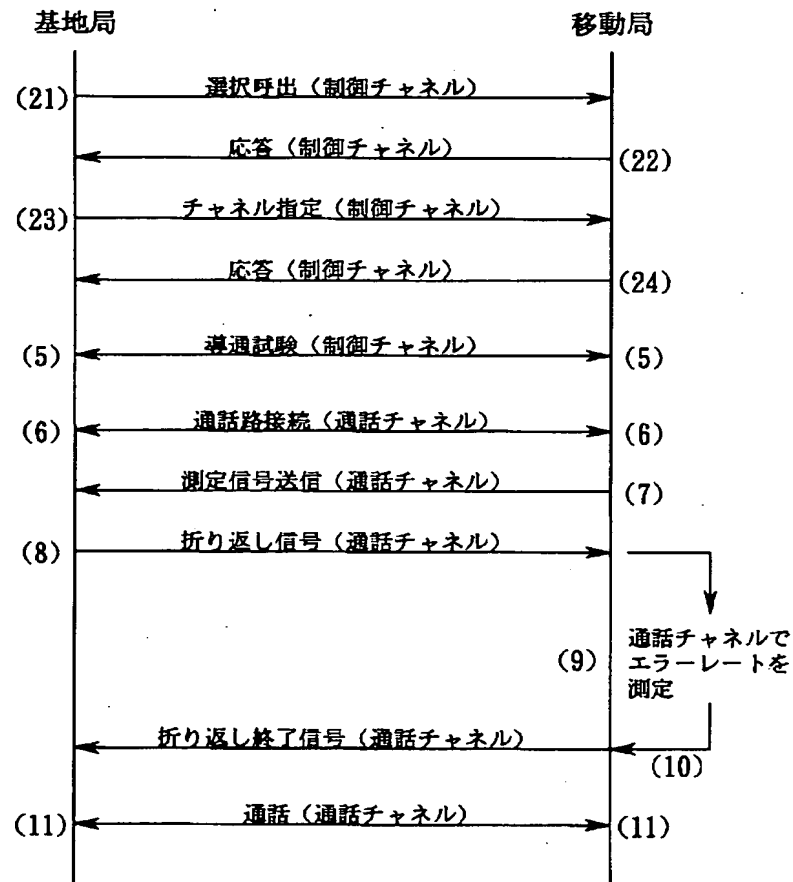 基地局
移動局
(21)
選択呼出(制御チャネル)
応答(制御チャネル)
(22)
(23)
チャネル指定(制御チャネル)
応答(制御チャネル)
(24)
(5)
導通試験(制御チャネル)
(5)
(6)
通話路接続(通話チャネル)
(6)
測定信号送信(通話チャネル)
(7)
(8)
折り返し信号(通話チャネル)
(9)
通話チャネルで
エラーレートを
測定
折り返し終了信号(通話チャネル)
(10)
(11)
通話(通話チャネル)
(11)